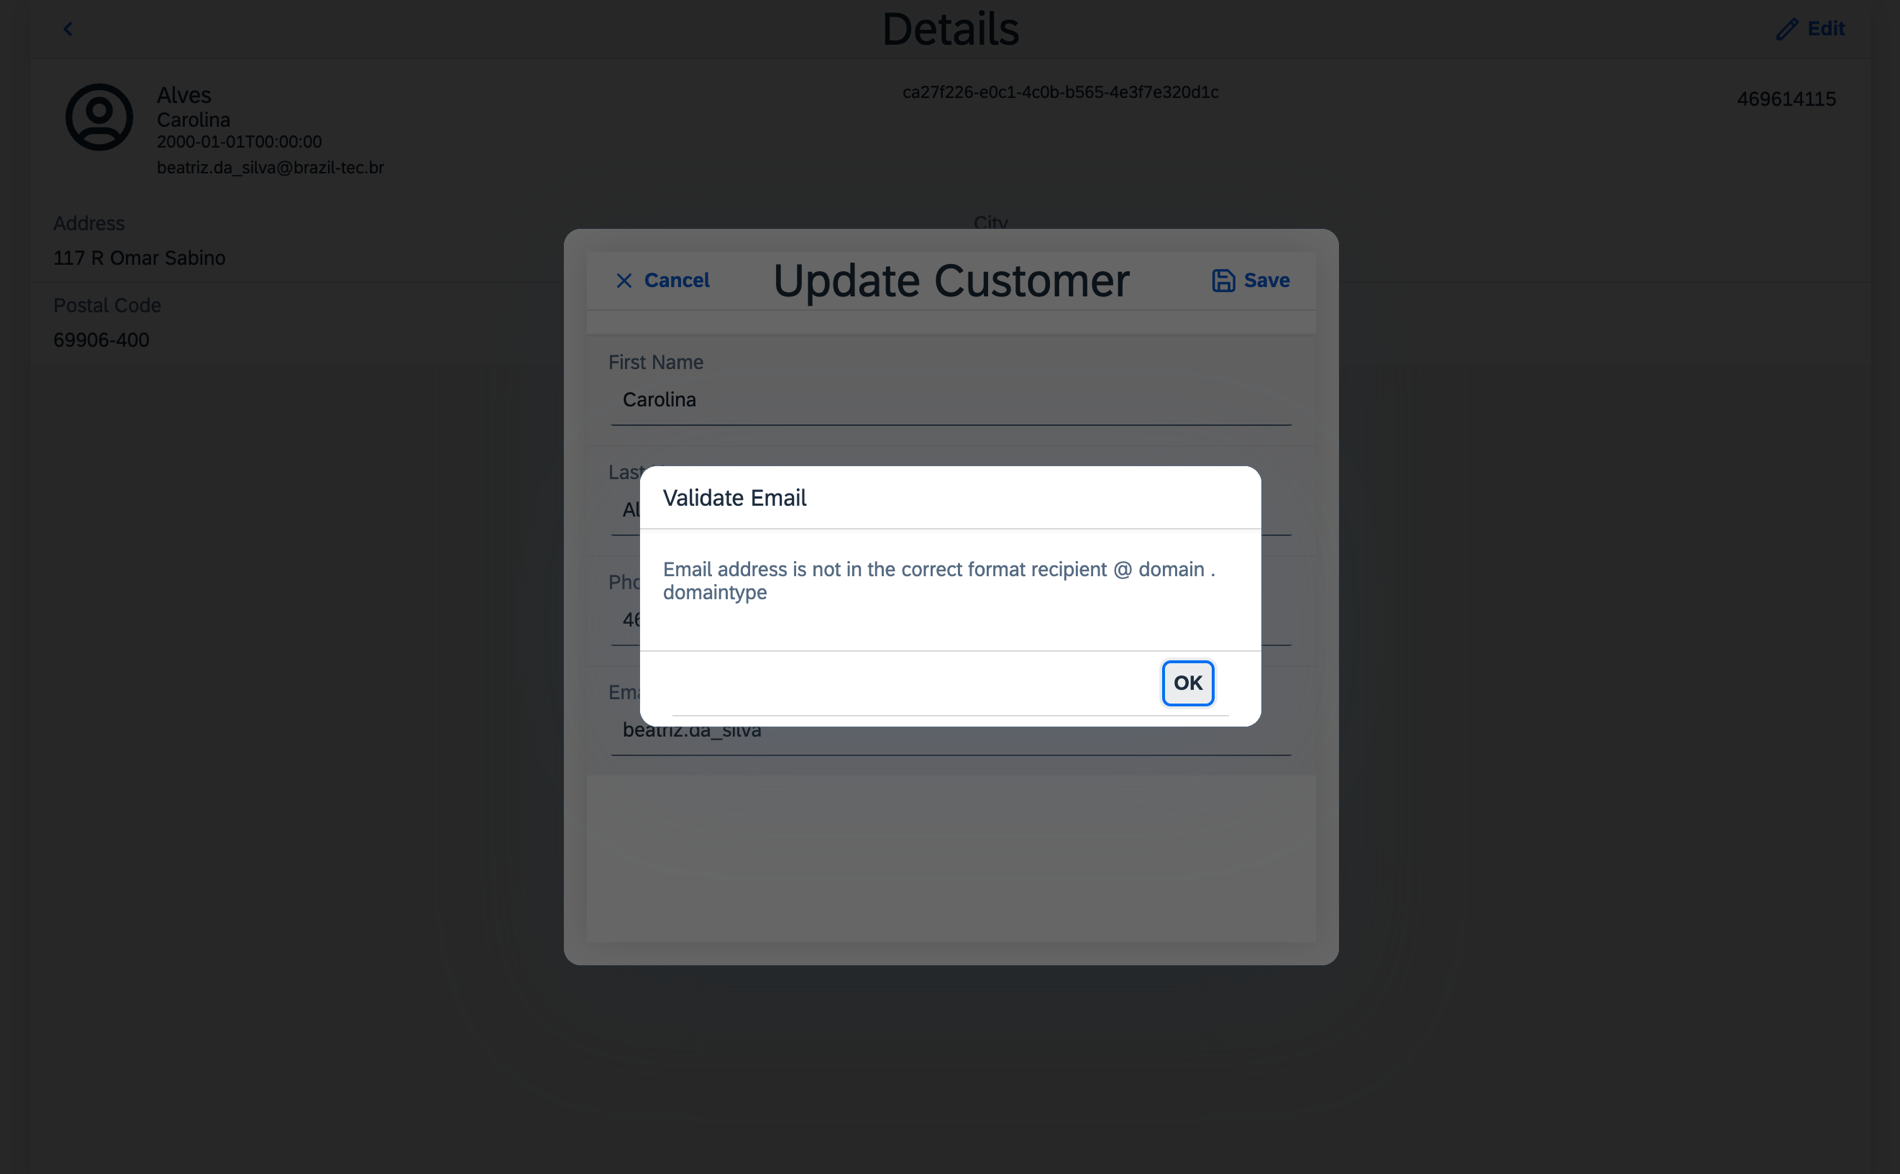 Details
Edit
Alves
Carolina
2000-01-01T00:00:00
beatriz.da_silva@brazil-tec.br
ca27f226-e0c1-4c0b-b565-4e3f7e320d1c
469614115
Address
117 R Omar Sabino
City
Postal Code
69906-400
Cancel
Update Customer
Save
First Name
Carolina
Last
Al
Pho
46
Ema
beatriz.da_silva
Validate Email
Email address is not in the correct format recipient @ domain .
domaintype
OK